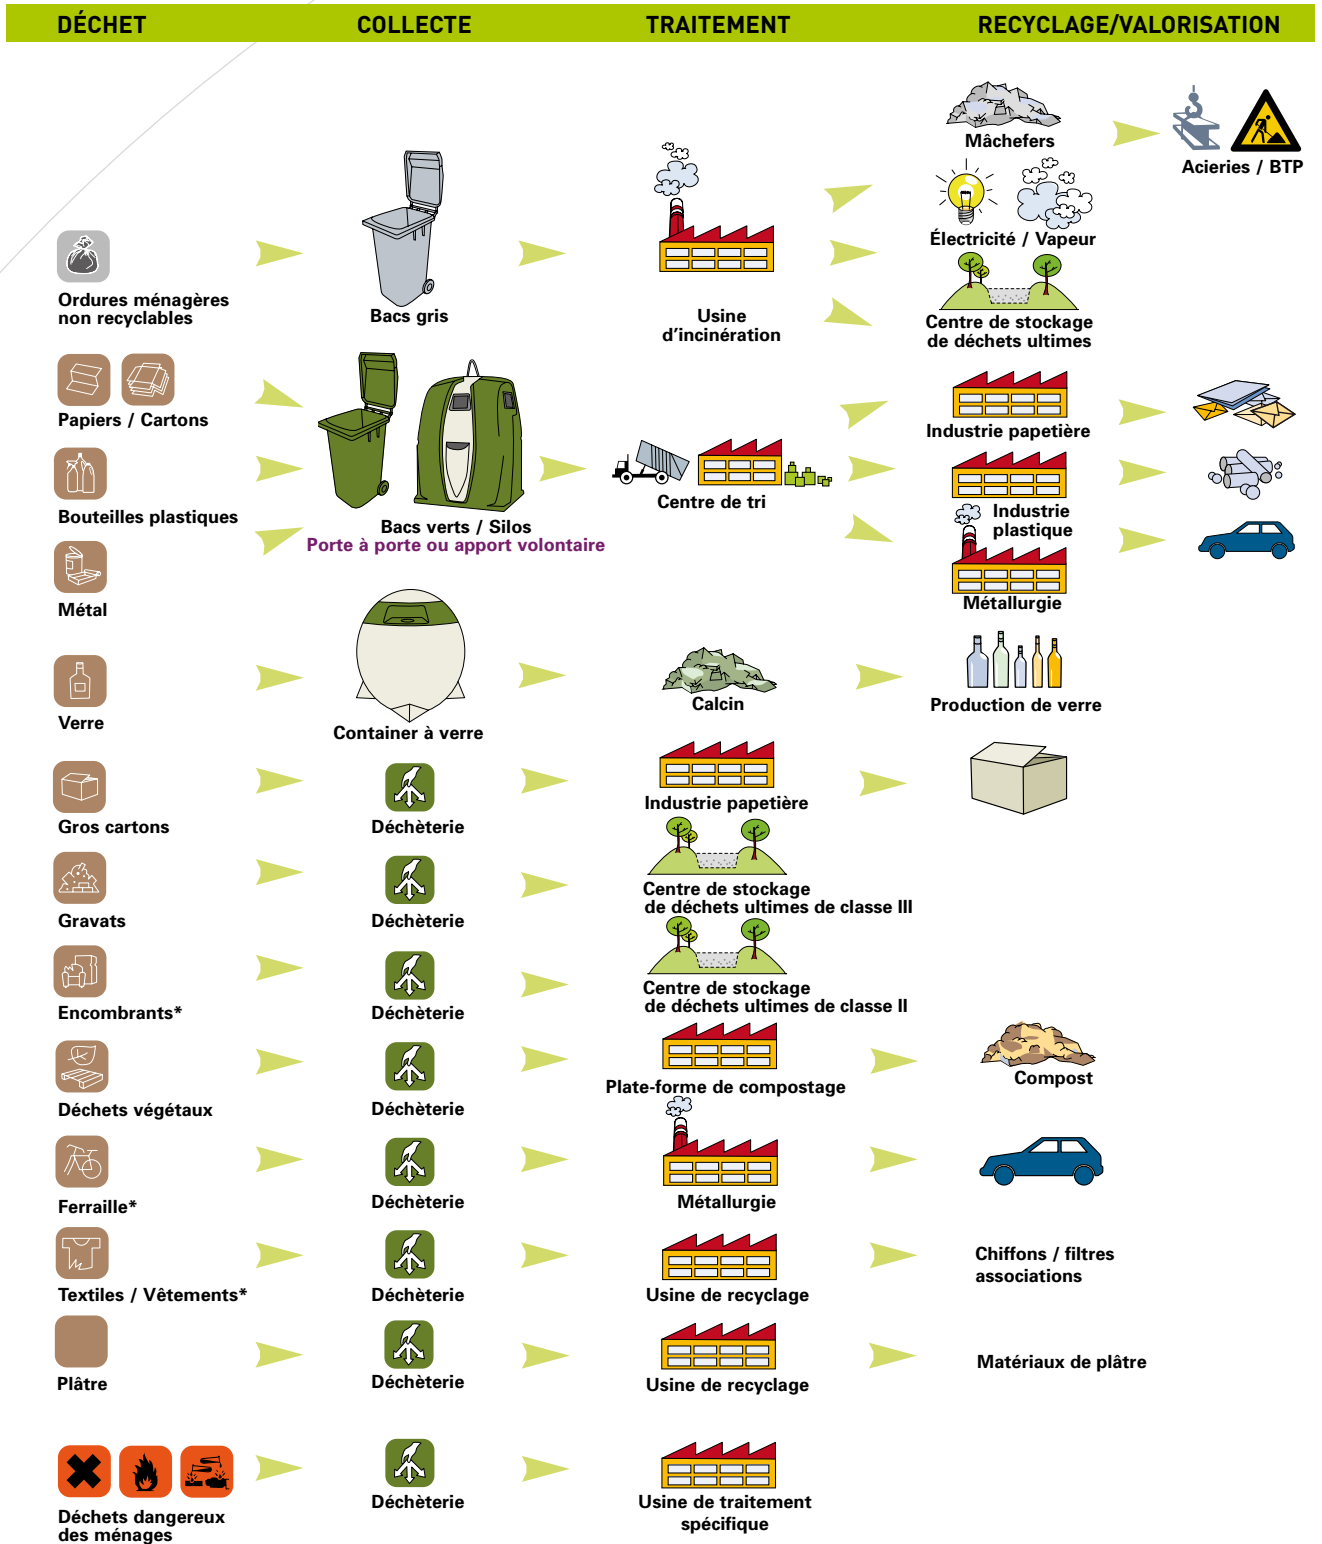 DÉCHET COLLECTE TRAITEMENT RECYCLAGE/VALORISATION
Mâchefers
Acieries / BTP
Électricité / Vapeur
Ordures ménagères
non recyclables
Bacs gris
Usine
d'incinération
Centre de stockage
de déchets ultimes
Papiers / Cartons
Industrie papetière
Bouteilles plastiques
Bacs verts / Silos
Porte à porte ou apport volontaire
Centre de tri
Industrie
plastique
Métal
Métallurgie
Verre
Container à verre
Calcin
Production de verre
Gros cartons
Déchèterie
Industrie papetière
Gravats
Déchèterie
Centre de stockage
de déchets ultimes de classe III
Encombrants*
Déchèterie
Centre de stockage
de déchets ultimes de classe II
Déchets végétaux
Déchèterie
Plate-forme de compostage
Compost
Ferraille*
Déchèterie
Métallurgie
Textiles / Vêtements*
Déchèterie
Usine de recyclage
Chiffons / filtres
associations
Plâtre
Déchèterie
Usine de recyclage
Matériaux de plâtre
Déchets dangereux
des ménages
Déchèterie
Usine de traitement
spécifique